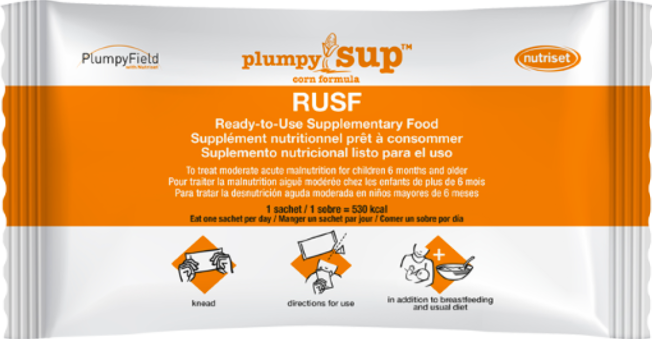 PlumpyField
with Nutriset
plumpy'sup™
corn formula
nutriset
RUSF
Ready-to-Use Supplementary Food
Supplément nutritionnel prêt à consommer
Suplemento nutricional listo para el uso
To treat moderate acute malnutrition for children 6 months and older
Pour traiter la malnutrition aiguë modérée chez les enfants de plus de 6 mois
Para tratar la desnutrición aguda moderada en niños mayores de 6 meses
1 sachet / 1 sobre = 530 kcal
Eat one sachet per day / Manger un sachet par jour / Comer un sobre por día
knead
directions for use
in addition to breastfeeding
and usual diet